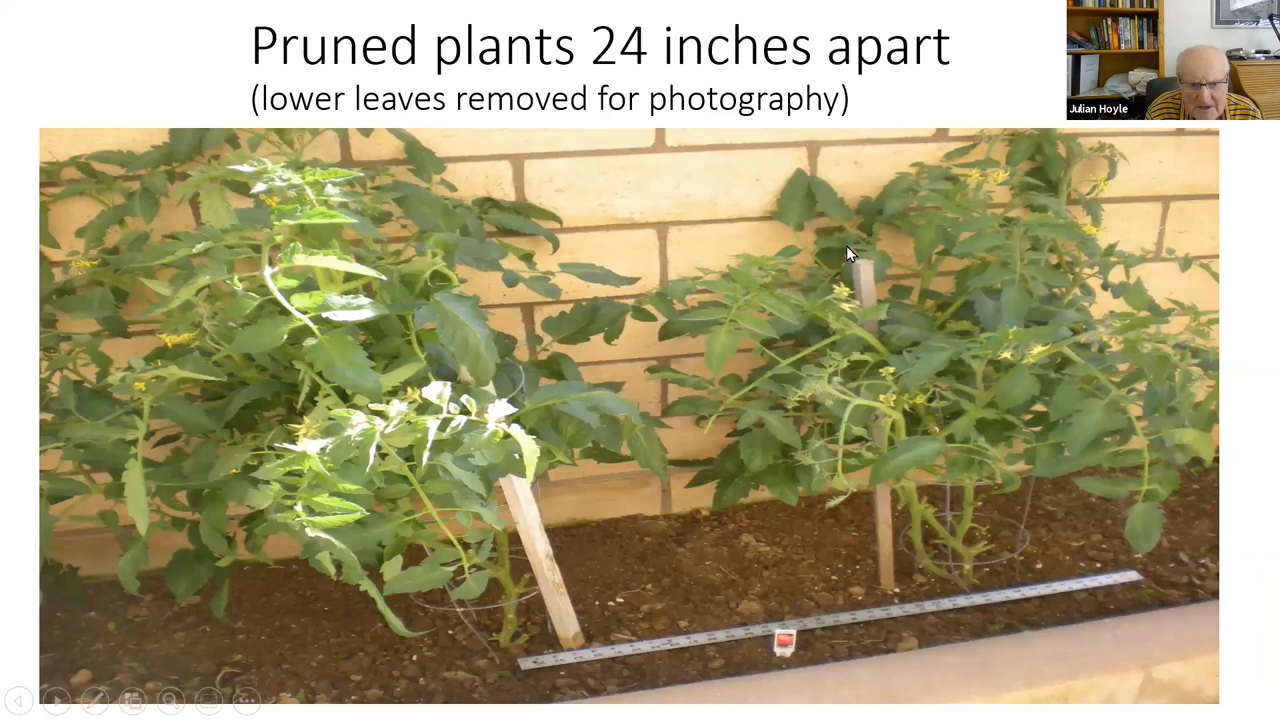 Pruned plants 24 inches apart
(lower leaves removed for photography)
Julian Hoyle